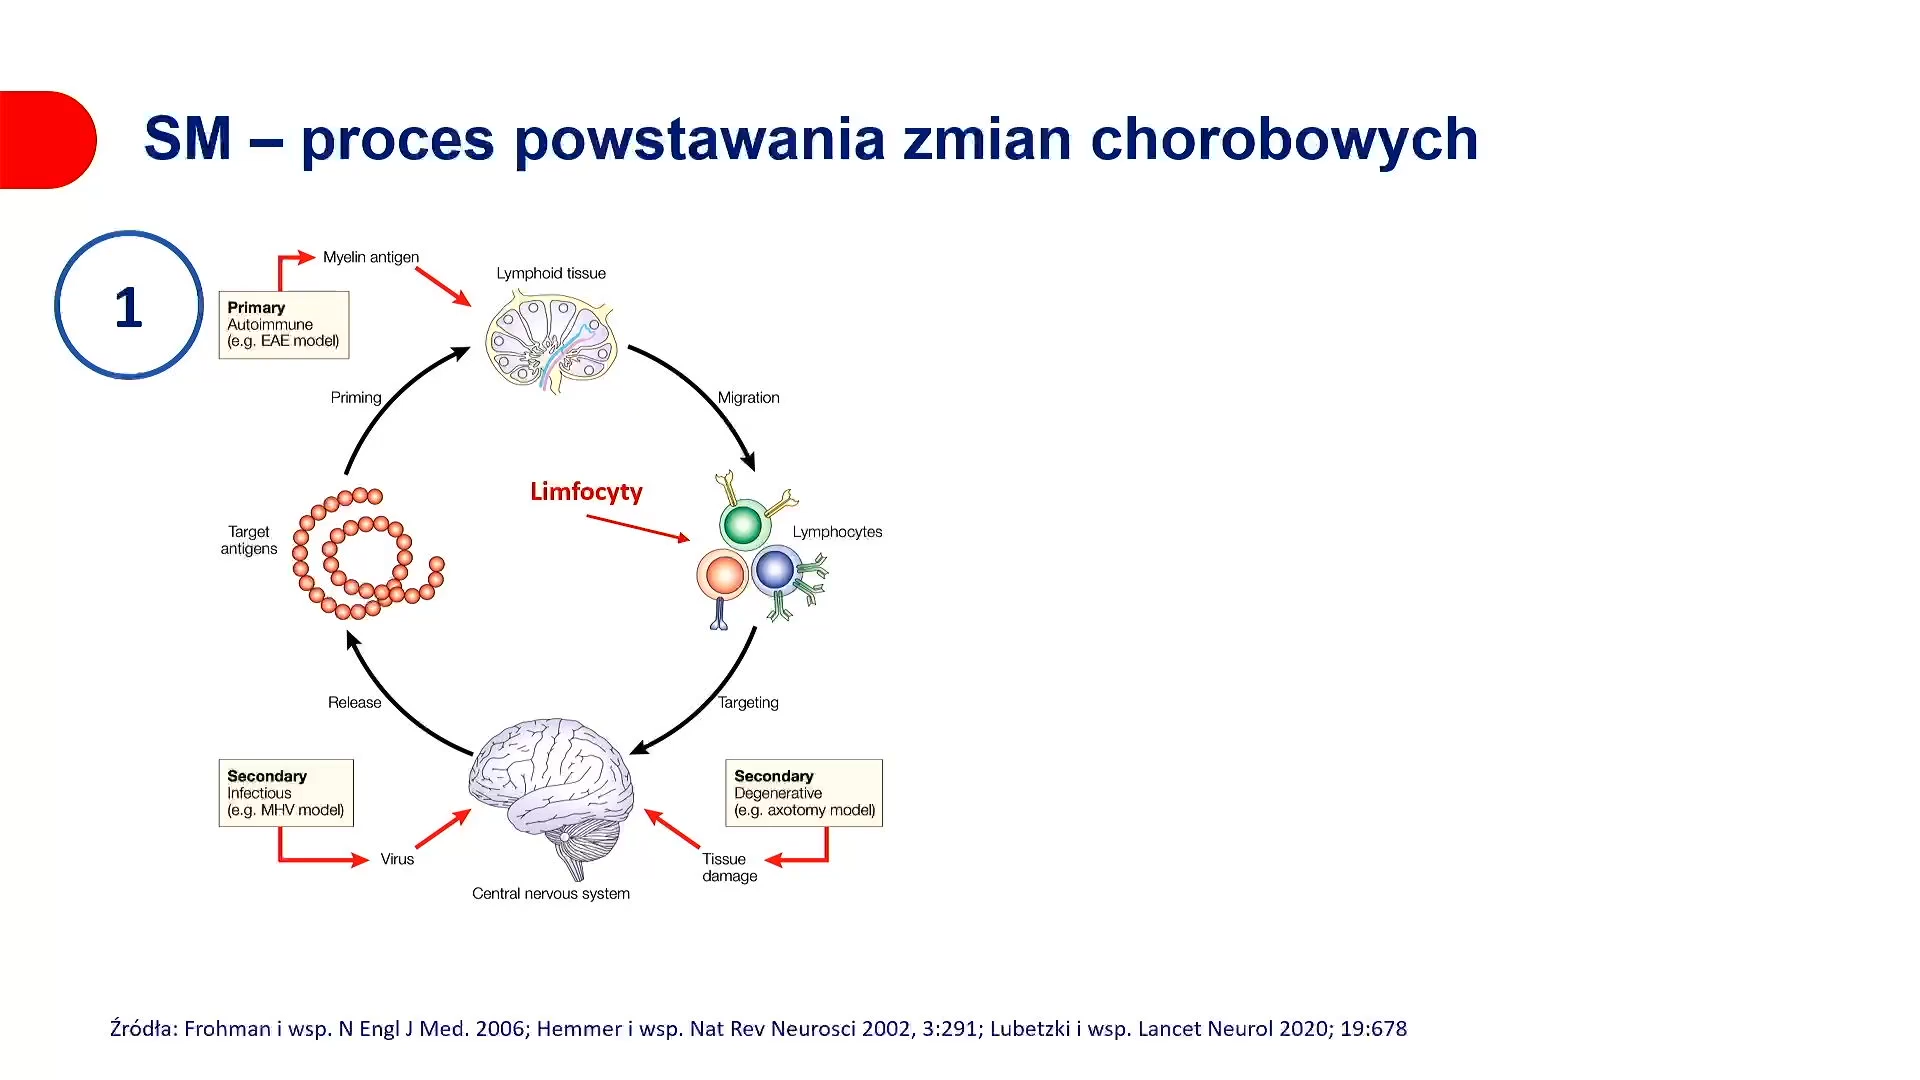 SM – proces powstawania zmian chorobowych
1
Myelin antigen
Lymphoid tissue
Primary
Autoimmune
(e.g. EAE model)
Priming
Migration
Limfocyty
Target
antigens
Lymphocytes
Release
Targeting
Secondary
Infectious
(e.g. MHV model)
Secondary
Degenerative
(e.g. axotomy model)
Virus
Tissue
damage
Central nervous system
Źródła: Frohman i wsp. N Engl J Med. 2006; Hemmer i wsp. Nat Rev Neurosci 2002, 3:291; Lubetzki i wsp. Lancet Neurol 2020; 19:678